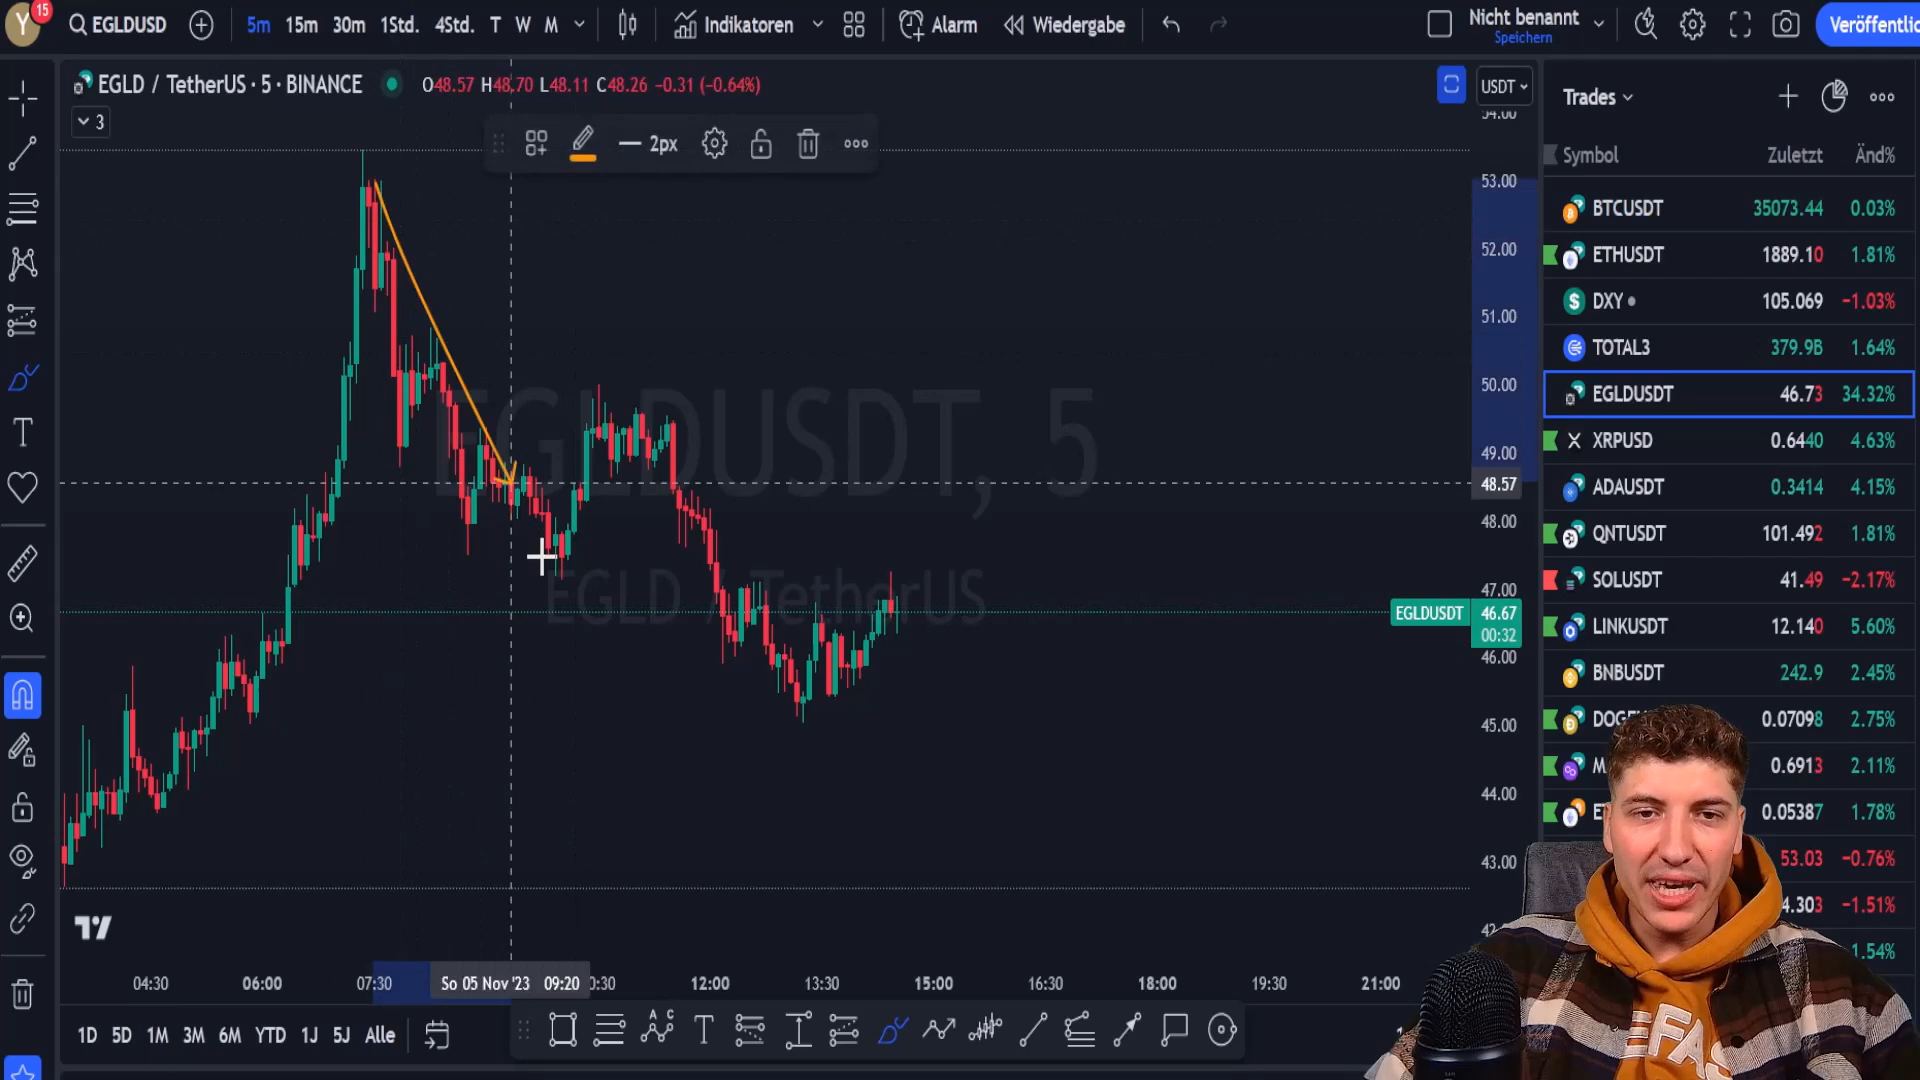 Y 15 EGLDUSD 5m 15m 30m 1Std. 4Std. T W M Indikatoren Alarm Wiedergabe Nicht benannt
Speichern
EGLD / TetherUS · 5 · BINANCE O48.57 H48.70 L48.11 C48.26 −0.31 (−0.64%) USDT
3
2px
54.00
53.00
52.00
51.00
50.00
49.00
48.57
48.00
47.00
EGLDUSDT 46.67
00:32
46.00
45.00
44.00
43.00
EGLDUSDT, 5
EGLD / TetherUS
04:30 06:00 07:30 So 05 Nov '23 09:20 12:00 13:30 15:00 16:30 18:00 19:30 21:00
1D 5D 1M 3M 6M YTD 1J 5J Alle
Trades
Symbol Zuletzt Änd%
BTCUSDT 35073.44 0.03%
ETHUSDT 1889.10 1.81%
DXY 105.069 −1.03%
TOTAL3 379.9B 1.64%
EGLDUSDT 46.73 34.32%
XRPUSD 0.6440 4.63%
ADAUSDT 0.3414 4.15%
QNTUSDT 101.492 1.81%
SOLUSDT 41.49 −2.17%
LINKUSDT 12.140 5.60%
BNBUSDT 242.9 2.45%
0.07098 2.75%
0.6913 2.11%
0.05387 1.78%
53.03 −0.76%
4.303 −1.51%
1.54%